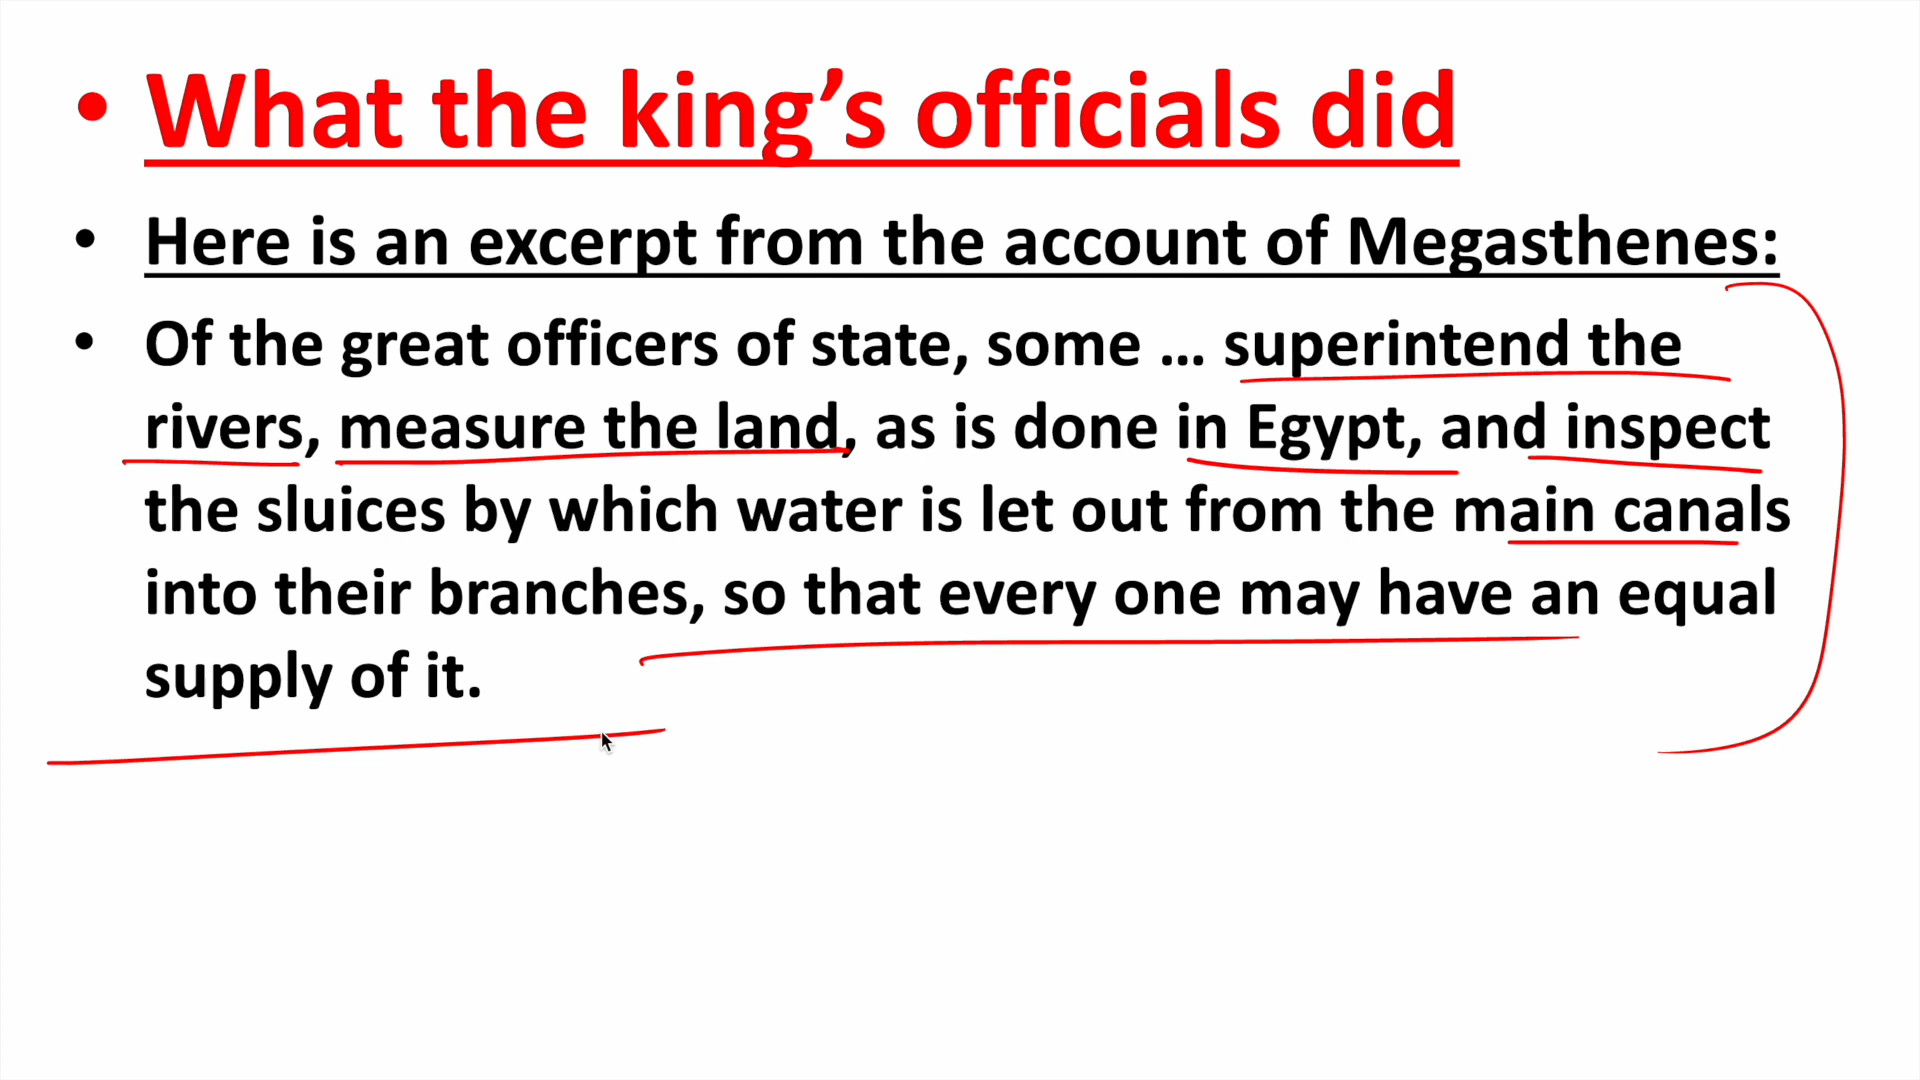 • What the king’s officials did
• Here is an excerpt from the account of Megasthenes:
• Of the great officers of state, some … superintend the
rivers, measure the land, as is done in Egypt, and inspect
the sluices by which water is let out from the main canals
into their branches, so that every one may have an equal
supply of it.